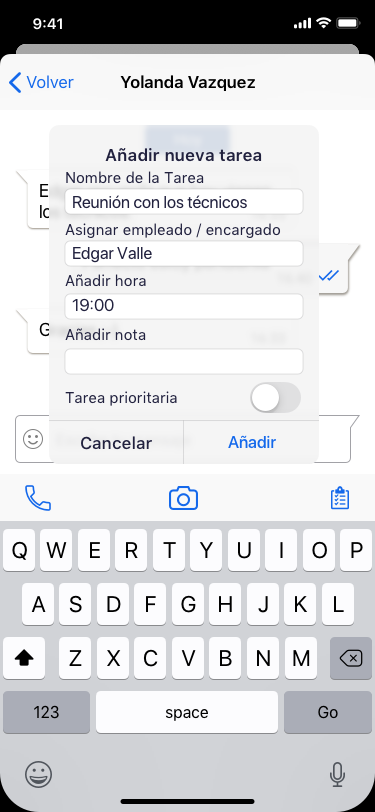 9:41
Volver
Yolanda Vazquez
Añadir nueva tarea
Nombre de la Tarea
Reunión con los técnicos
Asignar empleado / encargado
Edgar Valle
Añadir hora
19:00
Añadir nota
Tarea prioritaria
Cancelar
Añadir
Q W E R T Y U I O P
A S D F G H J K L
Z X C V B N M
123
space
Go